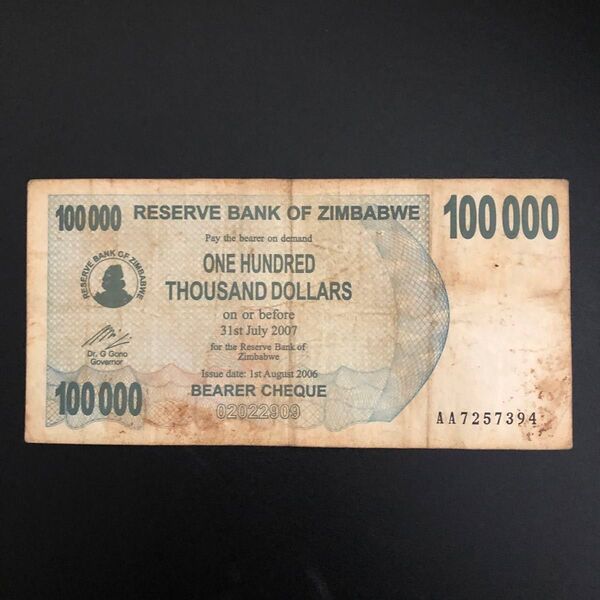 100 000
RESERVE BANK OF ZIMBABWE
100 000
Pay the bearer on demand
ONE HUNDRED
THOUSAND DOLLARS
RESERVE BANK OF ZIMBABWE
on or before
31st July 2007
for the Reserve Bank of
Zimbabwe
Dr. G Gono
Governor
Issue date: 1st August 2006
100 000
BEARER CHEQUE
02022909
AA7257394